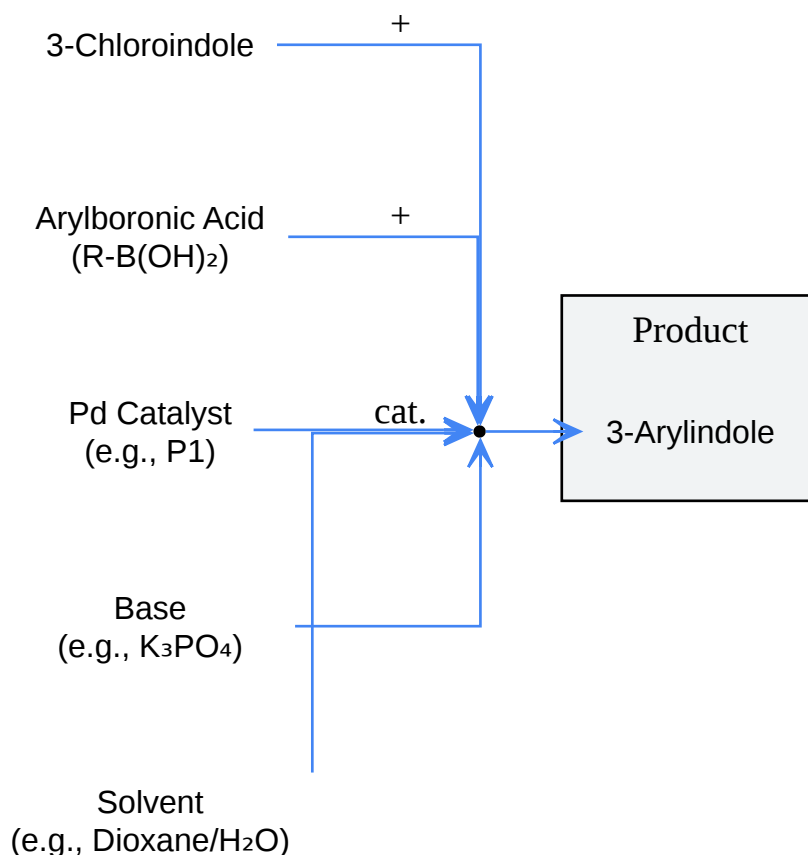 +
3-Chloroindole
Arylboronic Acid
(R-B(OH)₂)
+
Product
3-Arylindole
Pd Catalyst
(e.g., P1)
cat.
Base
(e.g., K₃PO₄)
Solvent
(e.g., Dioxane/H₂O)